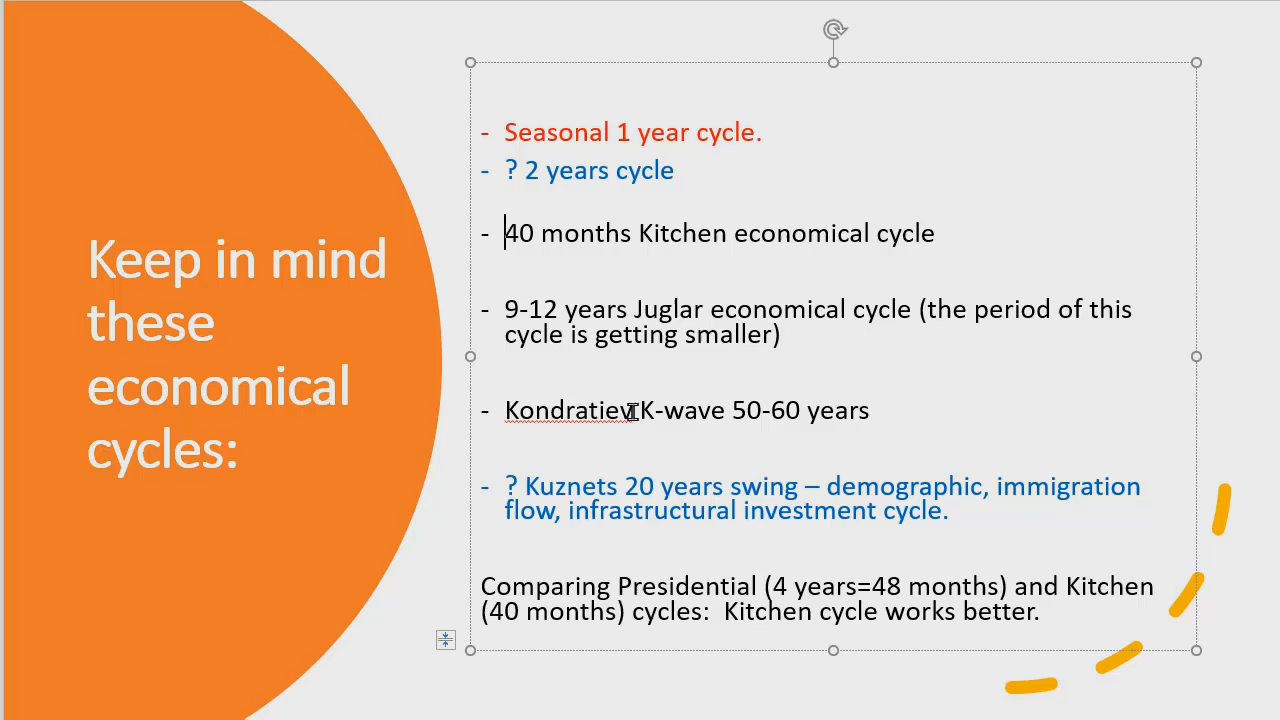 Keep in mind
these
economical
cycles:
- Seasonal 1 year cycle.
- ? 2 years cycle
- 40 months Kitchen economical cycle
- 9-12 years Juglar economical cycle (the period of this
cycle is getting smaller)
- Kondratiev K-wave 50-60 years
- ? Kuznets 20 years swing – demographic, immigration
flow, infrastructural investment cycle.
Comparing Presidential (4 years=48 months) and Kitchen
(40 months) cycles:  Kitchen cycle works better.